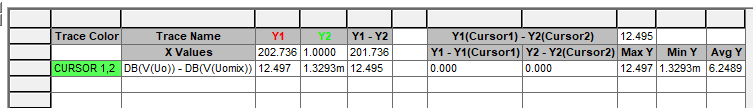 Trace Color Trace Name Y1 Y2 Y1 - Y2 Y1(Cursor1) - Y2(Cursor2) 12.495
X Values 202.736 1.0000 201.736 Y1 - Y1(Cursor1) Y2 - Y2(Cursor2) Max Y Min Y Avg Y
CURSOR 1,2 DB(V(Uo)) - DB(V(Uomix)) 12.497 1.3293m 12.495 0.000 0.000 12.497 1.3293m 6.2489